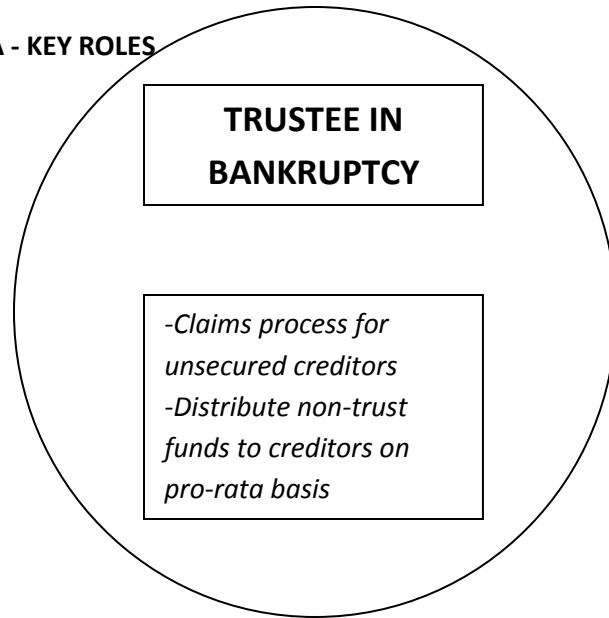 A - KEY ROLES
TRUSTEE IN
BANKRUPTCY
-Claims process for
unsecured creditors
-Distribute non-trust
funds to creditors on
pro-rata basis